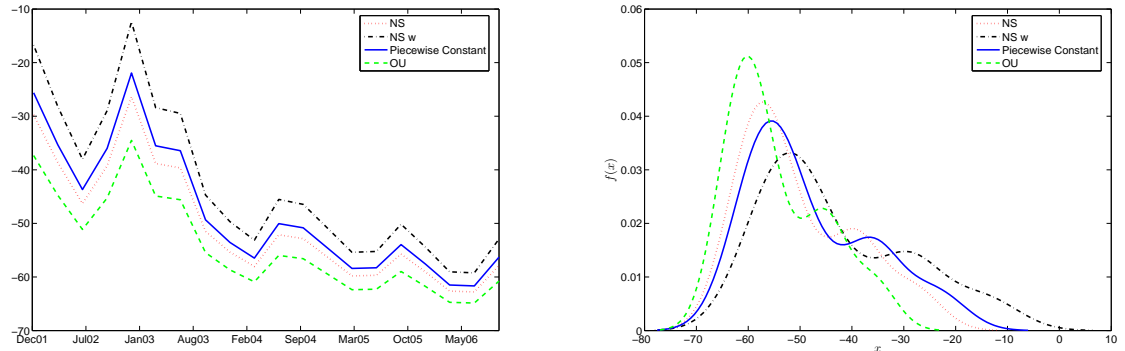 −10
−20
−30
−40
−50
−60
−70
Dec01 Jul02 Jan03 Aug03 Feb04 Sep04 Mar05 Oct05 May06
NS
NS w
Piecewise Constant
OU
0.06
0.05
0.04
0.03
0.02
0.01
0
f(x)
−80 −70 −60 −50 −40 −30 −20 −10 0 10
x
NS
NS w
Piecewise Constant
OU